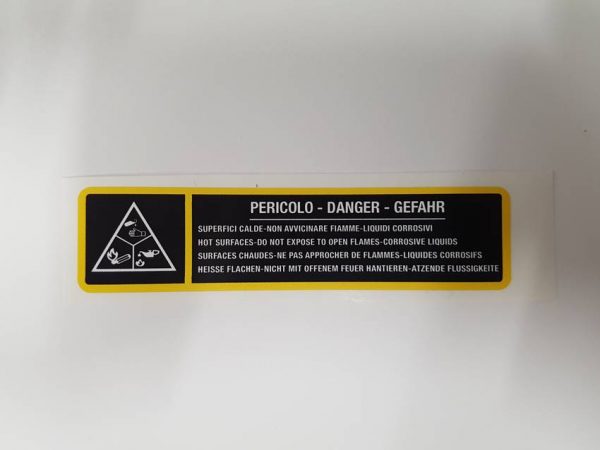 PERICOLO - DANGER - GEFAHR
SUPERFICI CALDE-NON AVVICINARE FIAMME-LIQUIDI CORROSIVI
HOT SURFACES-DO NOT EXPOSE TO OPEN FLAMES-CORROSIVE LIQUIDS
SURFACES CHAUDES-NE PAS APPROCHER DE FLAMMES-LIQUIDES CORROSIFS
HEISSE FLACHEN-NICHT MIT OFFENEM FEUER HANTIEREN-ATZENDE FLUSSIGKEITE